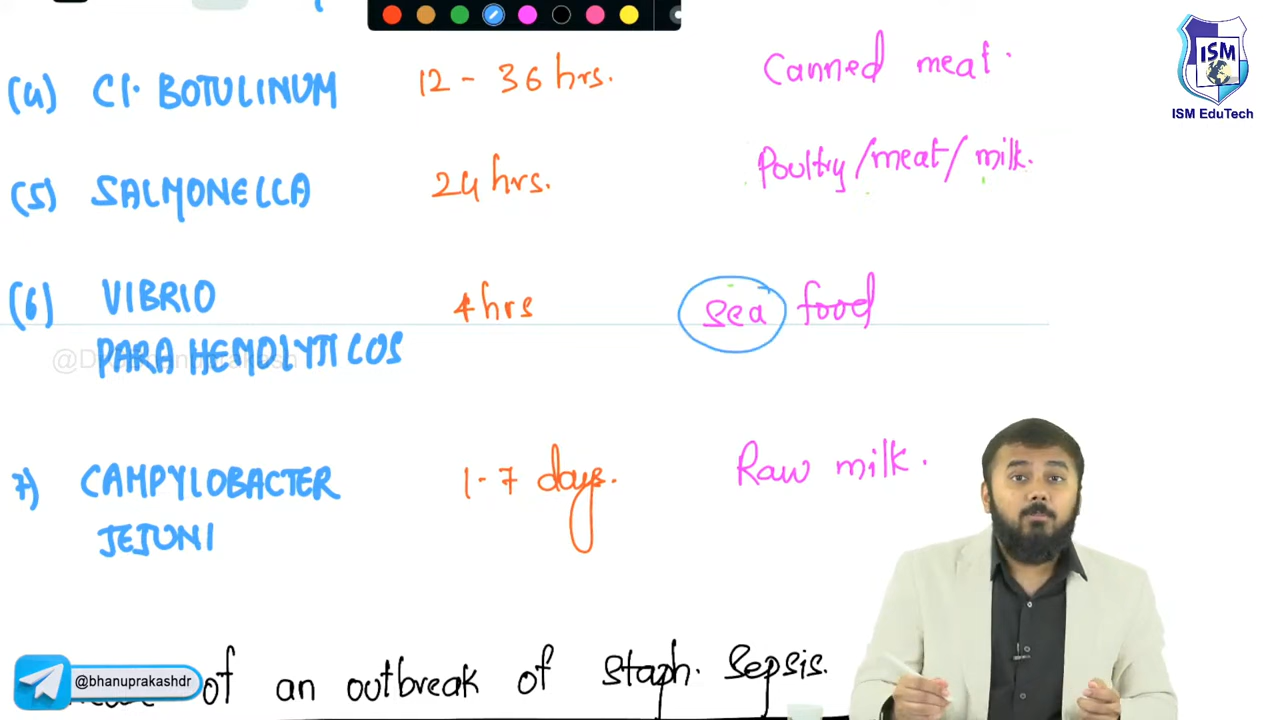 ISM
ISM EduTech
(4) Cl. BOTULINUM 12 - 36 hrs. Canned meat.
(5) SALMONELLA 24 hrs. Poultry/meat/milk.
(6) VIBRIO 4 hrs sea food
PARA HEMOLYTICOS
7) CAMPYLOBACTER 1-7 days. Raw milk.
JEJUNI
of an outbreak of staph. sepsis.
@bhanuprakashdr